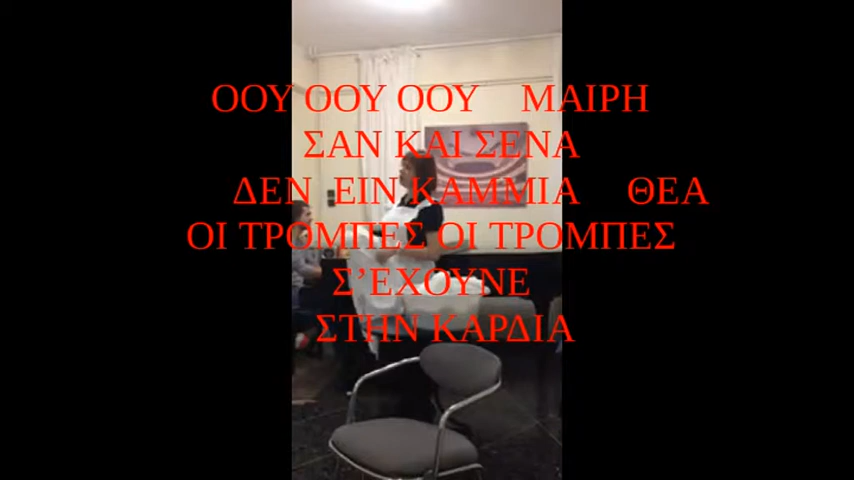 ΟΟΥ ΟΟΥ ΟΟΥ ΜΑΙΡΗ
ΣΑΝ ΚΑΙ ΣΕΝΑ
ΔΕΝ ΕΙΝ ΚΑΜΜΙΑ ΘΕΑ
ΟΙ ΤΡΟΜΠΕΣ ΟΙ ΤΡΟΜΠΕΣ
Σ’ΕΧΟΥΝΕ
ΣΤΗΝ ΚΑΡΔΙΑ